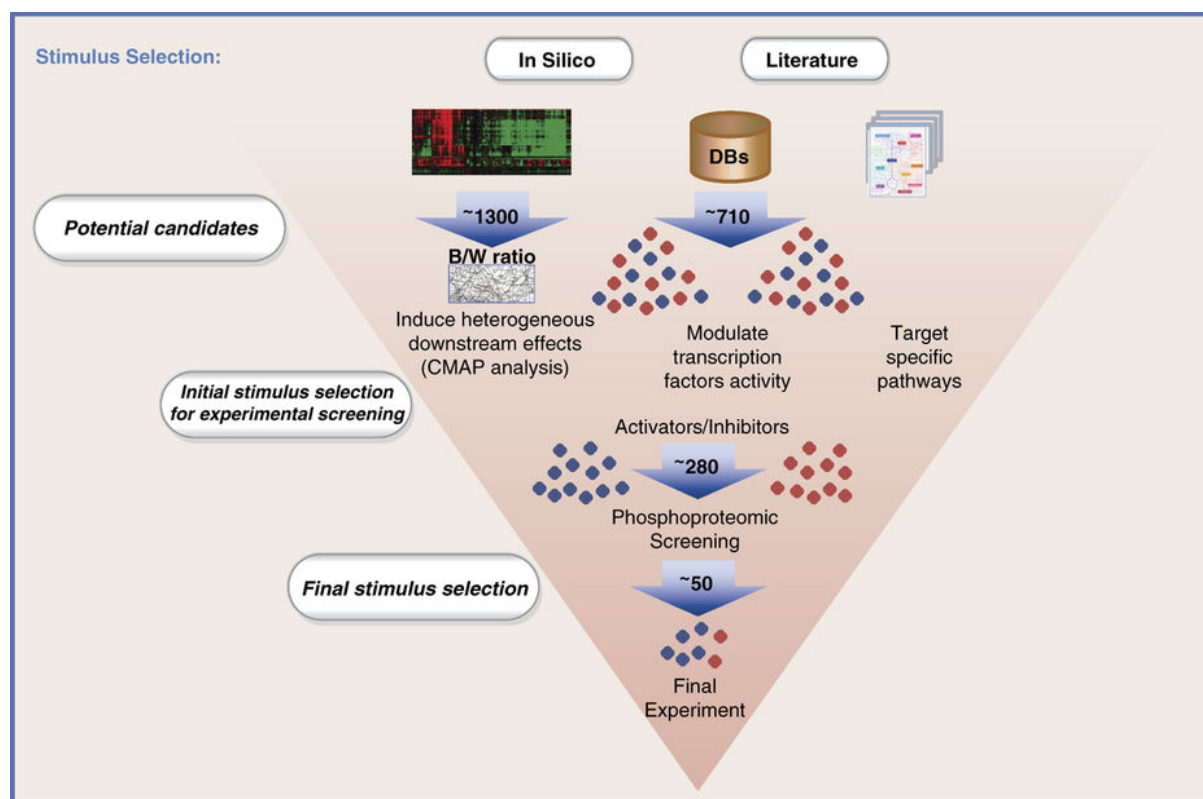 Stimulus Selection:
In Silico
Literature
DBs
~1300
~710
Potential candidates
B/W ratio
Induce heterogeneous
downstream effects
(CMAP analysis)
Modulate
transcription
factors activity
Target
specific
pathways
Initial stimulus selection
for experimental screening
Activators/Inhibitors
~280
Phosphoproteomic
Screening
Final stimulus selection
~50
Final
Experiment